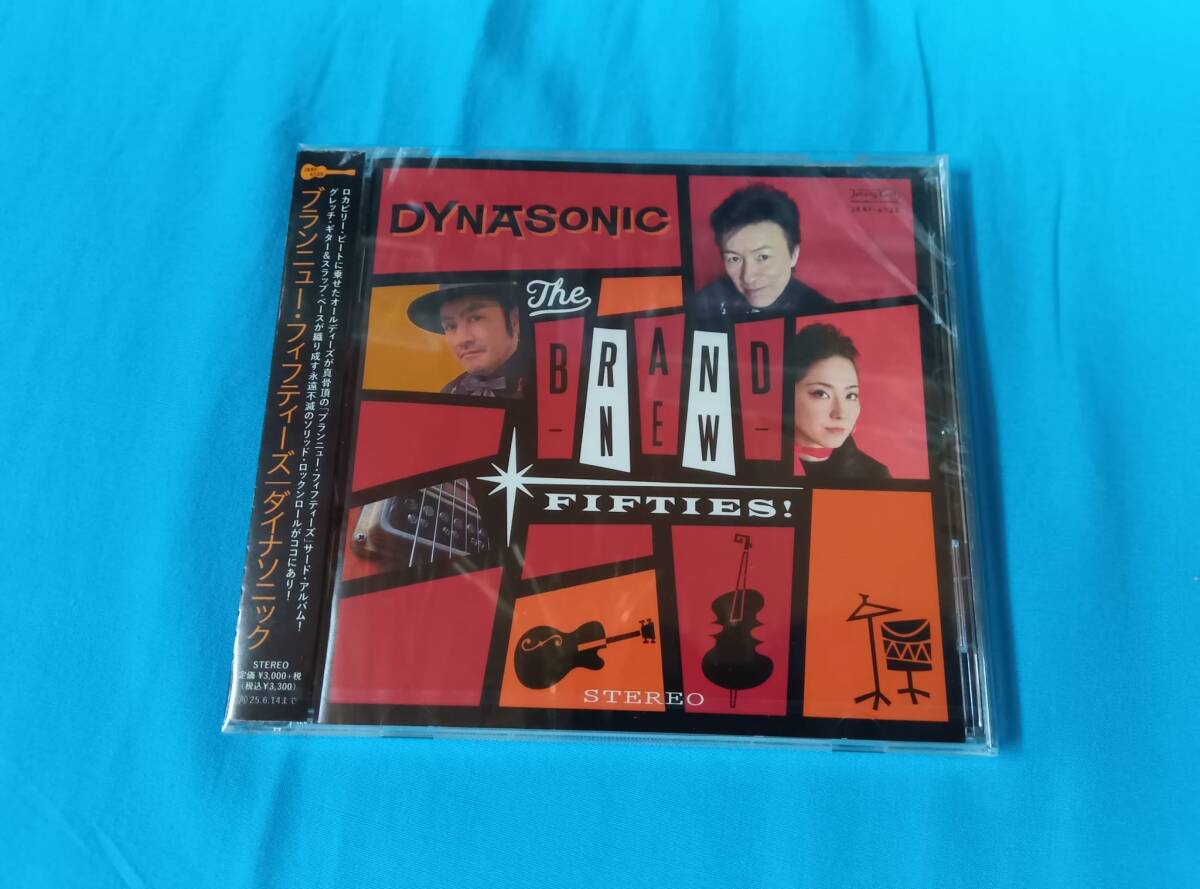 ロカビリー・ビートに乗せたオールディーズが真骨頂の「ブランニュー・フィフティーズ」サード・アルバム！
グレッチ・ギター&スラップ・ベースが織り成す永遠不滅のソリッド・ロックンロールがココにあり！
ブランニュー・フィフティーズ｜ダイナソニック
STEREO
定価 ¥3,000+税
(税込¥3,300)
25.6.14まで
DYNASONIC
The
BRAND
- NEW -
FIFTIES!
STEREO